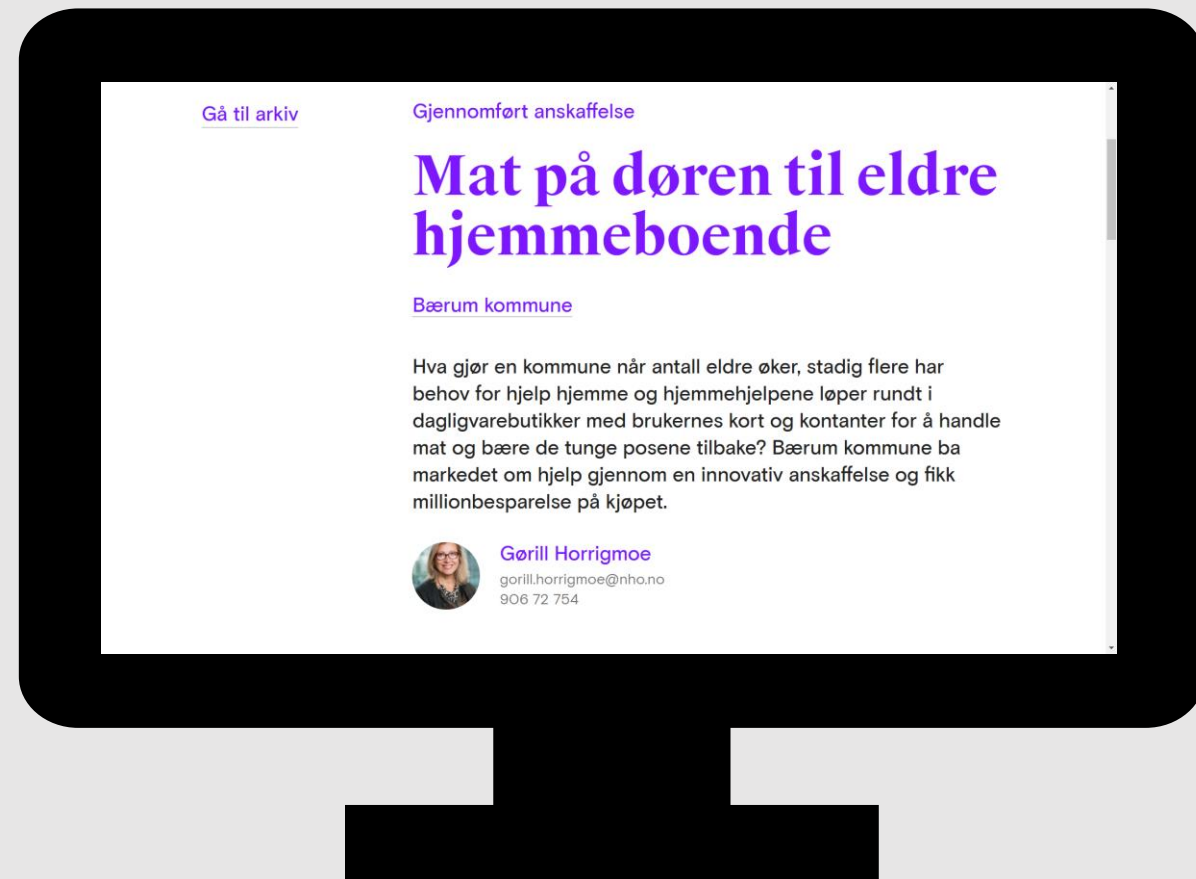 Gå til arkiv
Gjennomført anskaffelse
Mat på døren til eldre
hjemmeboende
Bærum kommune
Hva gjør en kommune når antall eldre øker, stadig flere har
behov for hjelp hjemme og hjemmehjelpene løper rundt i
dagligvarebutikker med brukernes kort og kontanter for å handle
mat og bære de tunge posene tilbake? Bærum kommune ba
markedet om hjelp gjennom en innovativ anskaffelse og fikk
millionbesparelse på kjøpet.
Gørill Horrigmoe
gorill.horrigmoe@nho.no
906 72 754